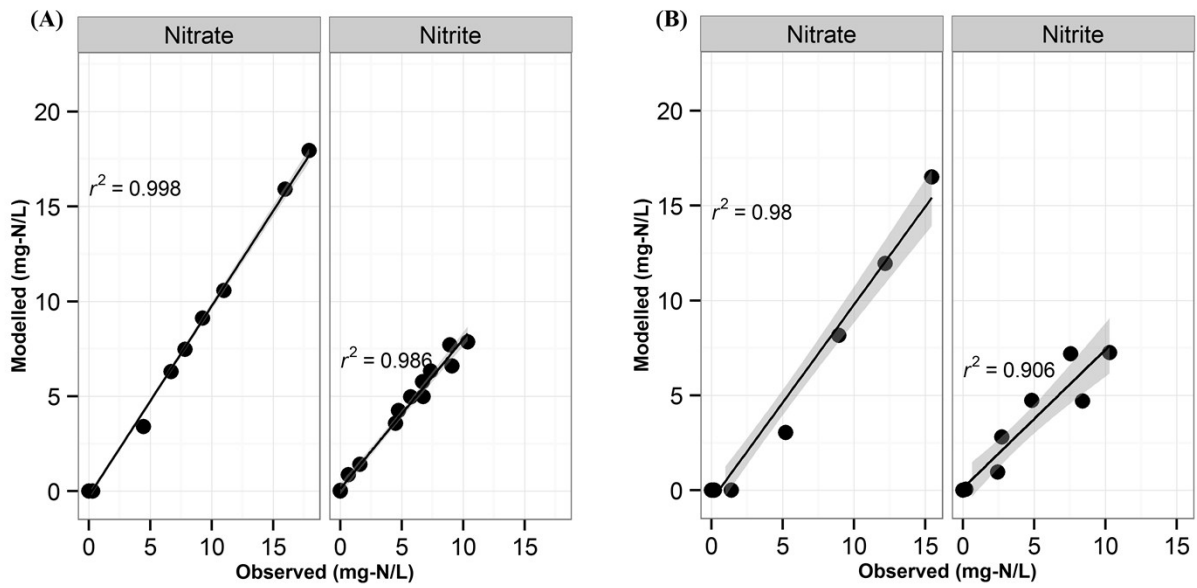 (A)
Nitrate Nitrite
Modelled (mg-N/L)
20
15
10
5
0
r² = 0.998
r² = 0.986
0 5 10 15 0 5 10 15
Observed (mg-N/L)
(B)
Nitrate Nitrite
Modelled (mg-N/L)
20
15
10
5
0
r² = 0.98
r² = 0.906
0 5 10 15 0 5 10 15
Observed (mg-N/L)